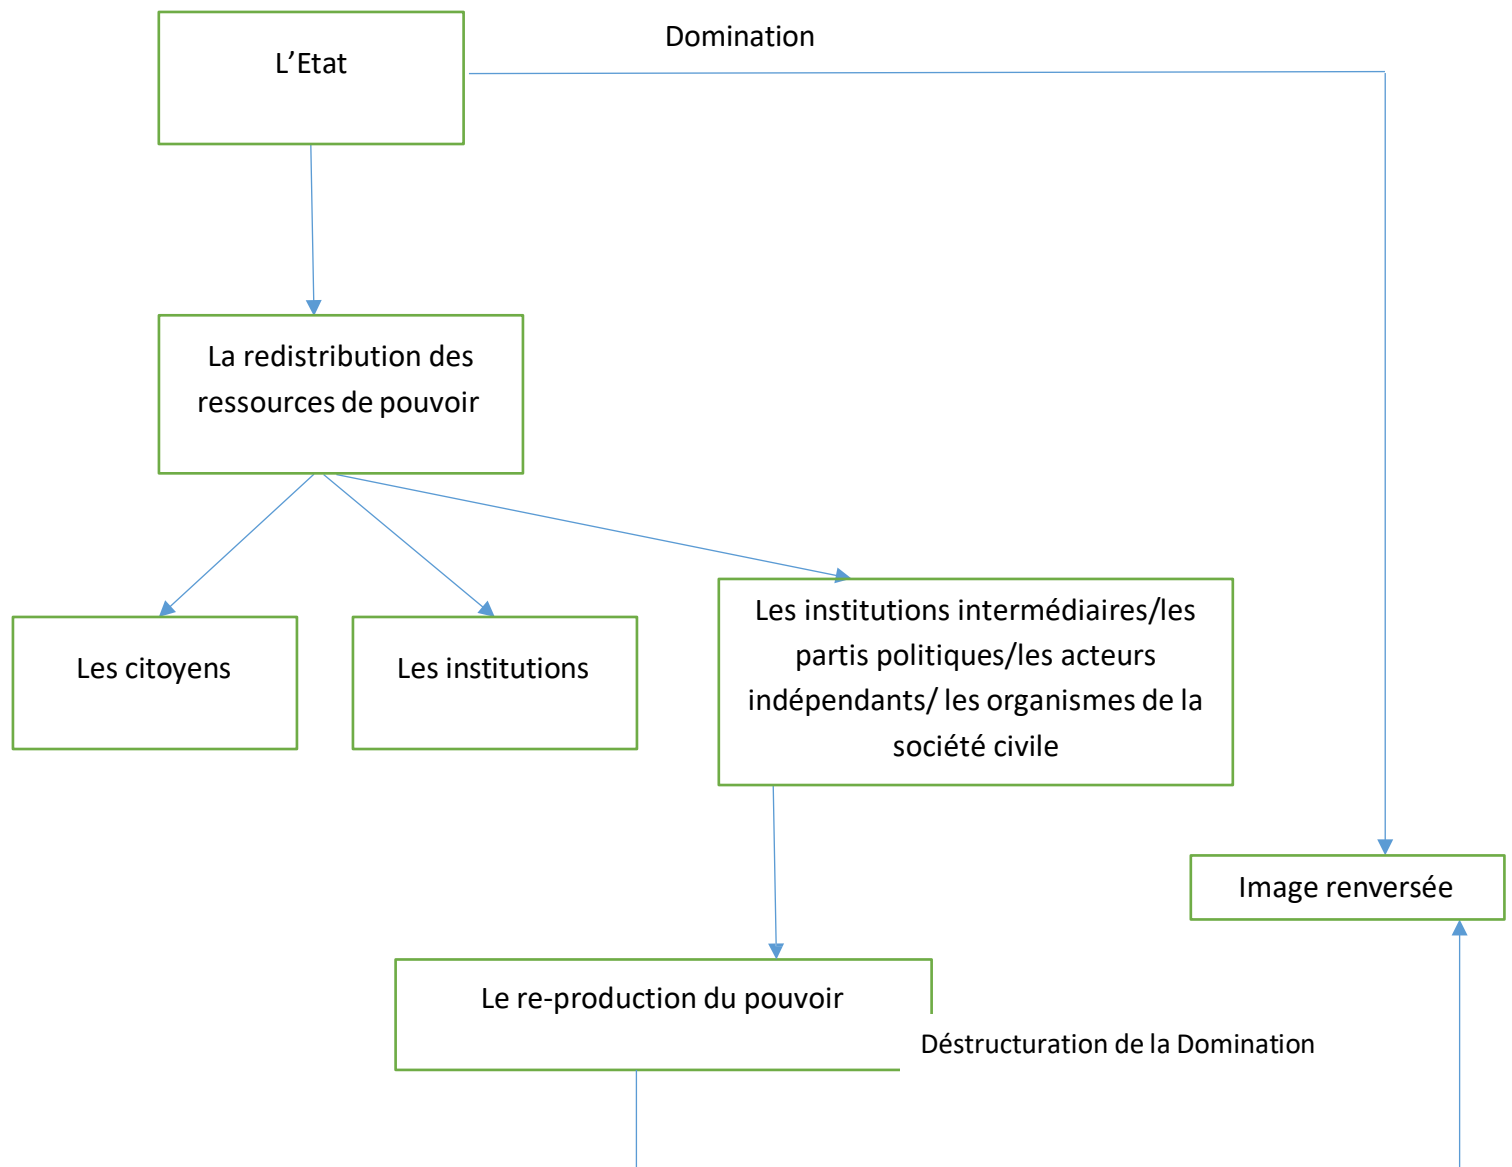 Domination
L’Etat
La redistribution des
ressources de pouvoir
Les citoyens
Les institutions
Les institutions intermédiaires/les
partis politiques/les acteurs
indépendants/ les organismes de la
société civile
Image renversée
Le re-production du pouvoir
Déstructuration de la Domination